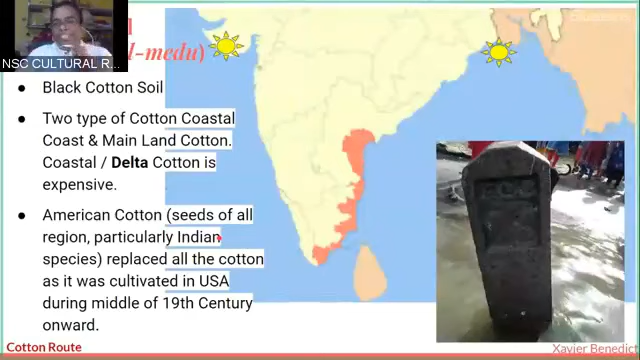 NSC CULTURAL R...
l-medu)
● Black Cotton Soil
● Two type of Cotton Coastal
Coast & Main Land Cotton.
Coastal / Delta Cotton is
expensive.
● American Cotton (seeds of all
region, particularly Indian
species) replaced all the cotton
as it was cultivated in USA
during middle of 19th Century
onward.
Cotton Route
Xavier Benedict